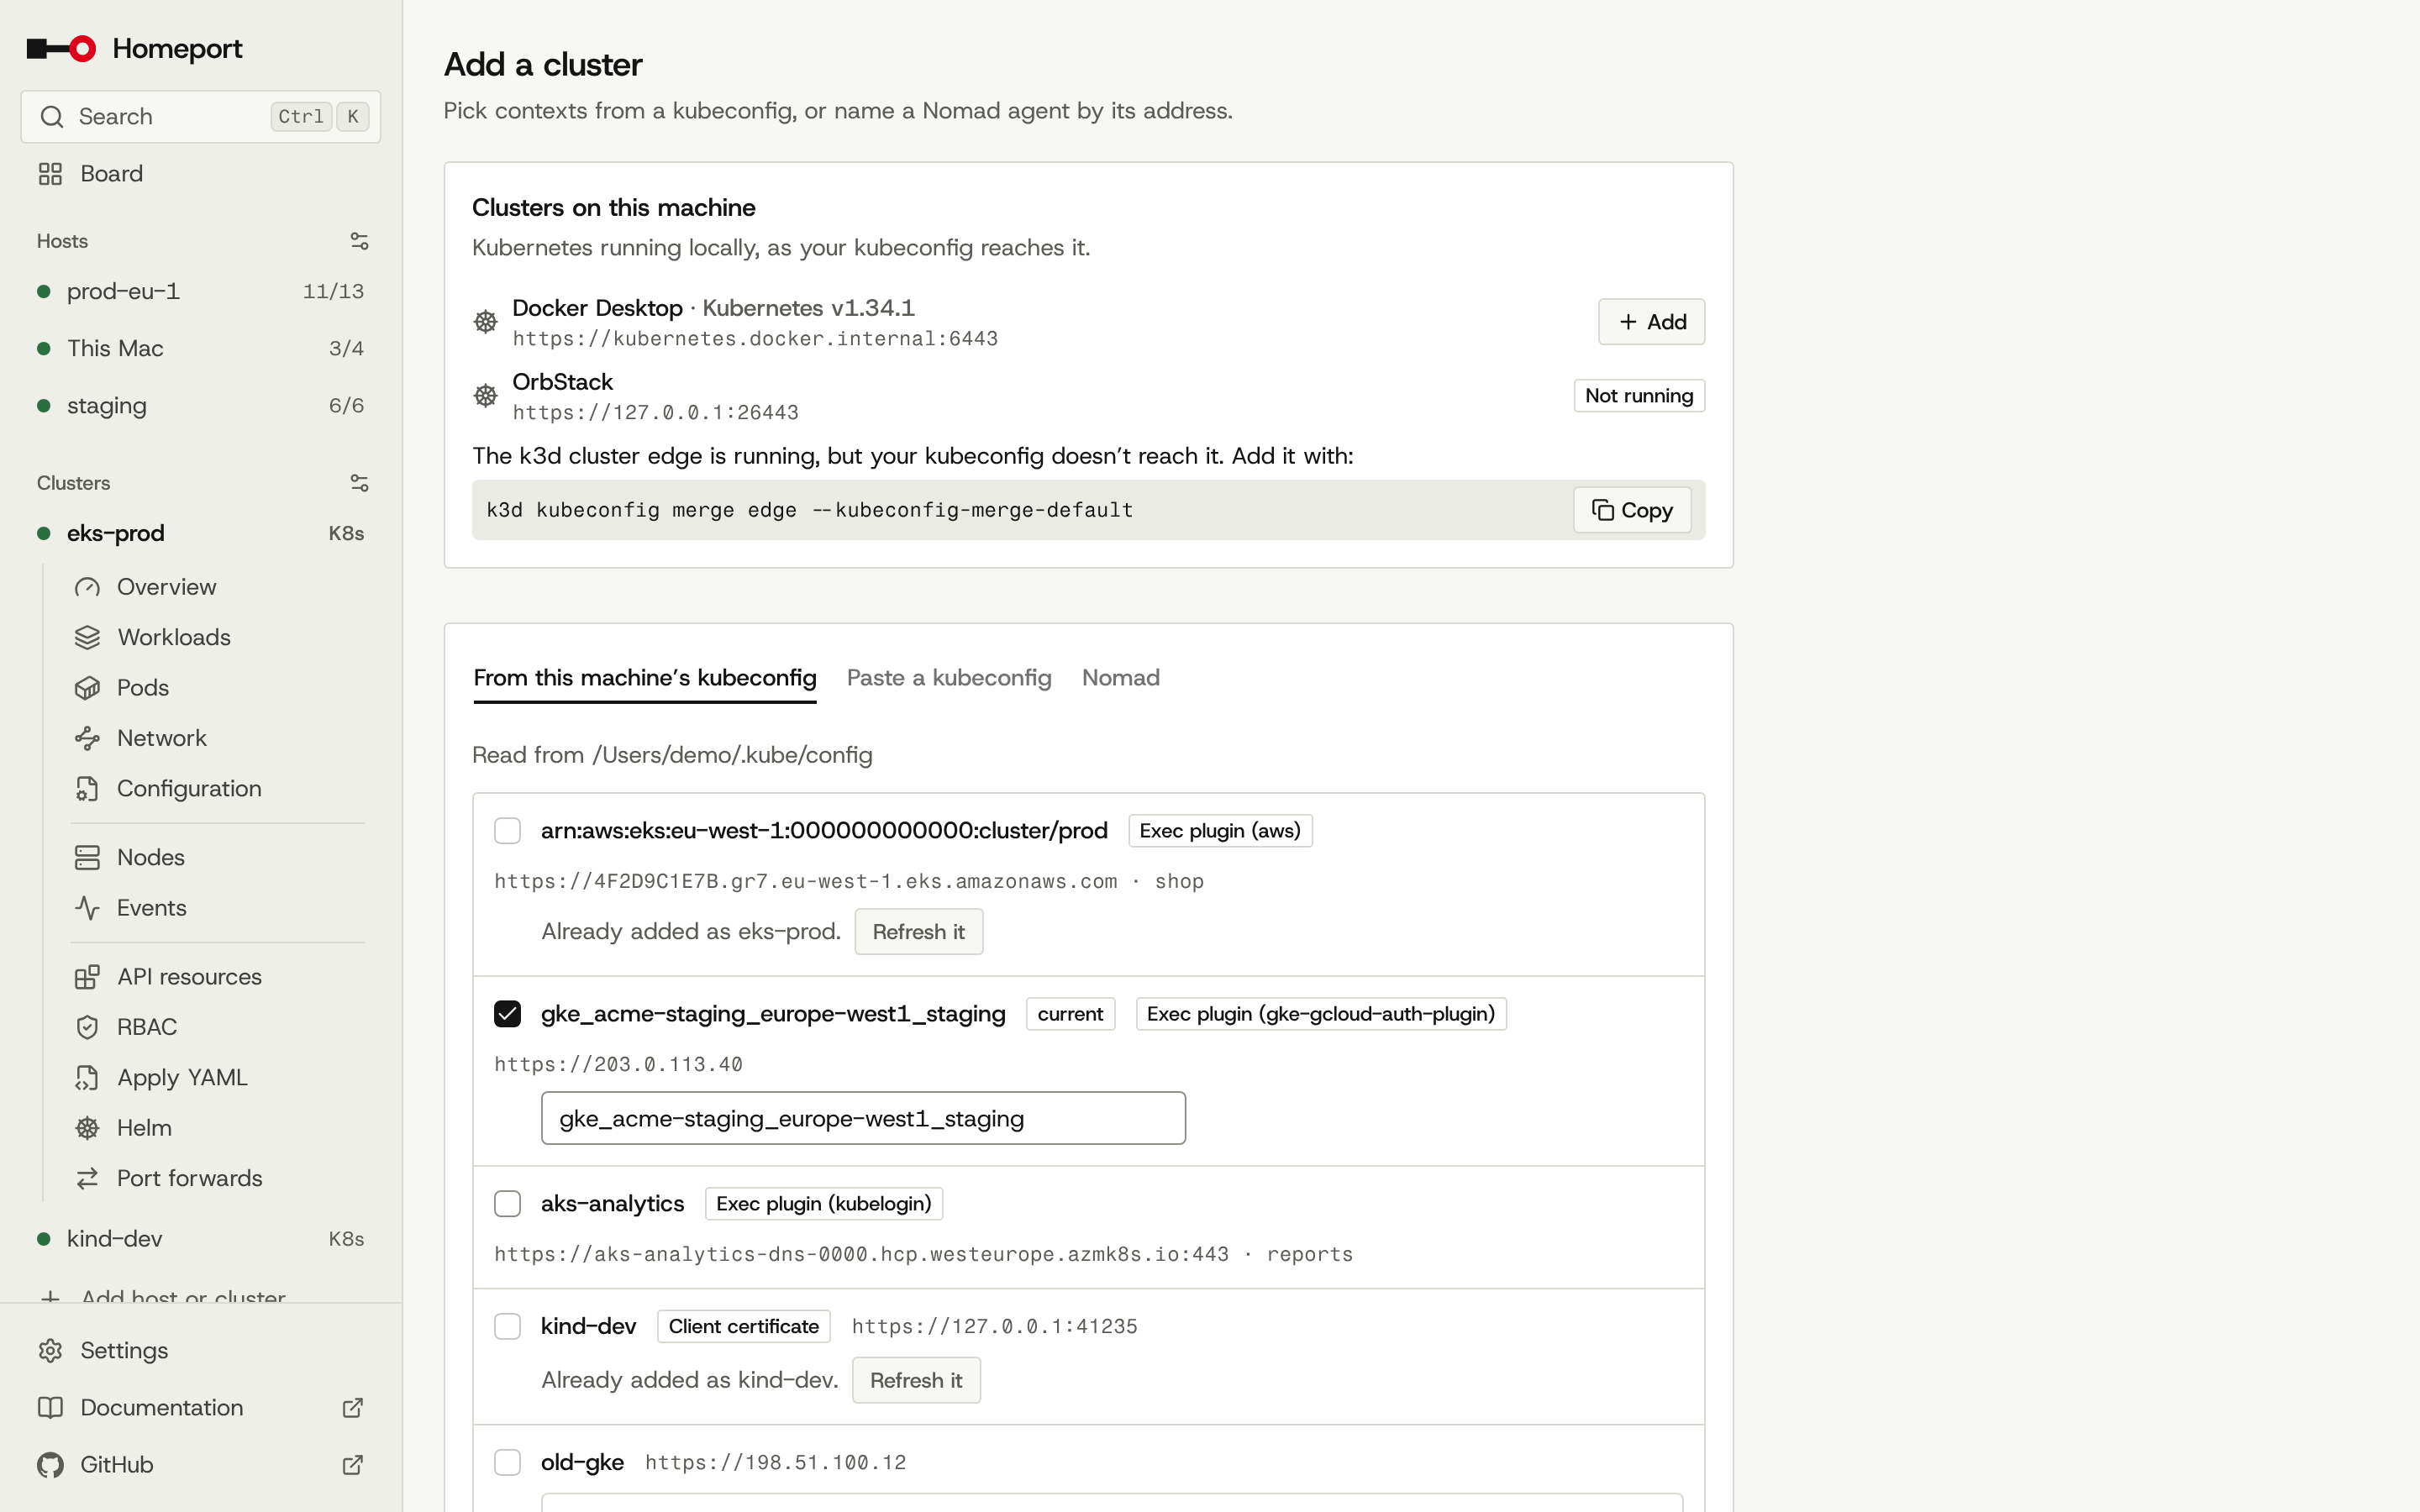 Homeport
Search Ctrl K
Board
Hosts
prod-eu-1 11/13
This Mac 3/4
staging 6/6
Clusters
eks-prod K8s
Overview
Workloads
Pods
Network
Configuration
Nodes
Events
API resources
RBAC
Apply YAML
Helm
Port forwards
kind-dev K8s
Add host or cluster
Settings
Documentation
GitHub
Add a cluster
Pick contexts from a kubeconfig, or name a Nomad agent by its address.
Clusters on this machine
Kubernetes running locally, as your kubeconfig reaches it.
Docker Desktop · Kubernetes v1.34.1
https://kubernetes.docker.internal:6443
Add
OrbStack
https://127.0.0.1:26443
Not running
The k3d cluster edge is running, but your kubeconfig doesn’t reach it. Add it with:
k3d kubeconfig merge edge --kubeconfig-merge-default
Copy
From this machine’s kubeconfig Paste a kubeconfig Nomad
Read from /Users/demo/.kube/config
arn:aws:eks:eu-west-1:000000000000:cluster/prod Exec plugin (aws)
https://4F2D9C1E7B.gr7.eu-west-1.eks.amazonaws.com · shop
Already added as eks-prod. Refresh it
gke_acme-staging_europe-west1_staging current Exec plugin (gke-gcloud-auth-plugin)
https://203.0.113.40
gke_acme-staging_europe-west1_staging
aks-analytics Exec plugin (kubelogin)
https://aks-analytics-dns-0000.hcp.westeurope.azmk8s.io:443 · reports
kind-dev Client certificate https://127.0.0.1:41235
Already added as kind-dev. Refresh it
old-gke https://198.51.100.12